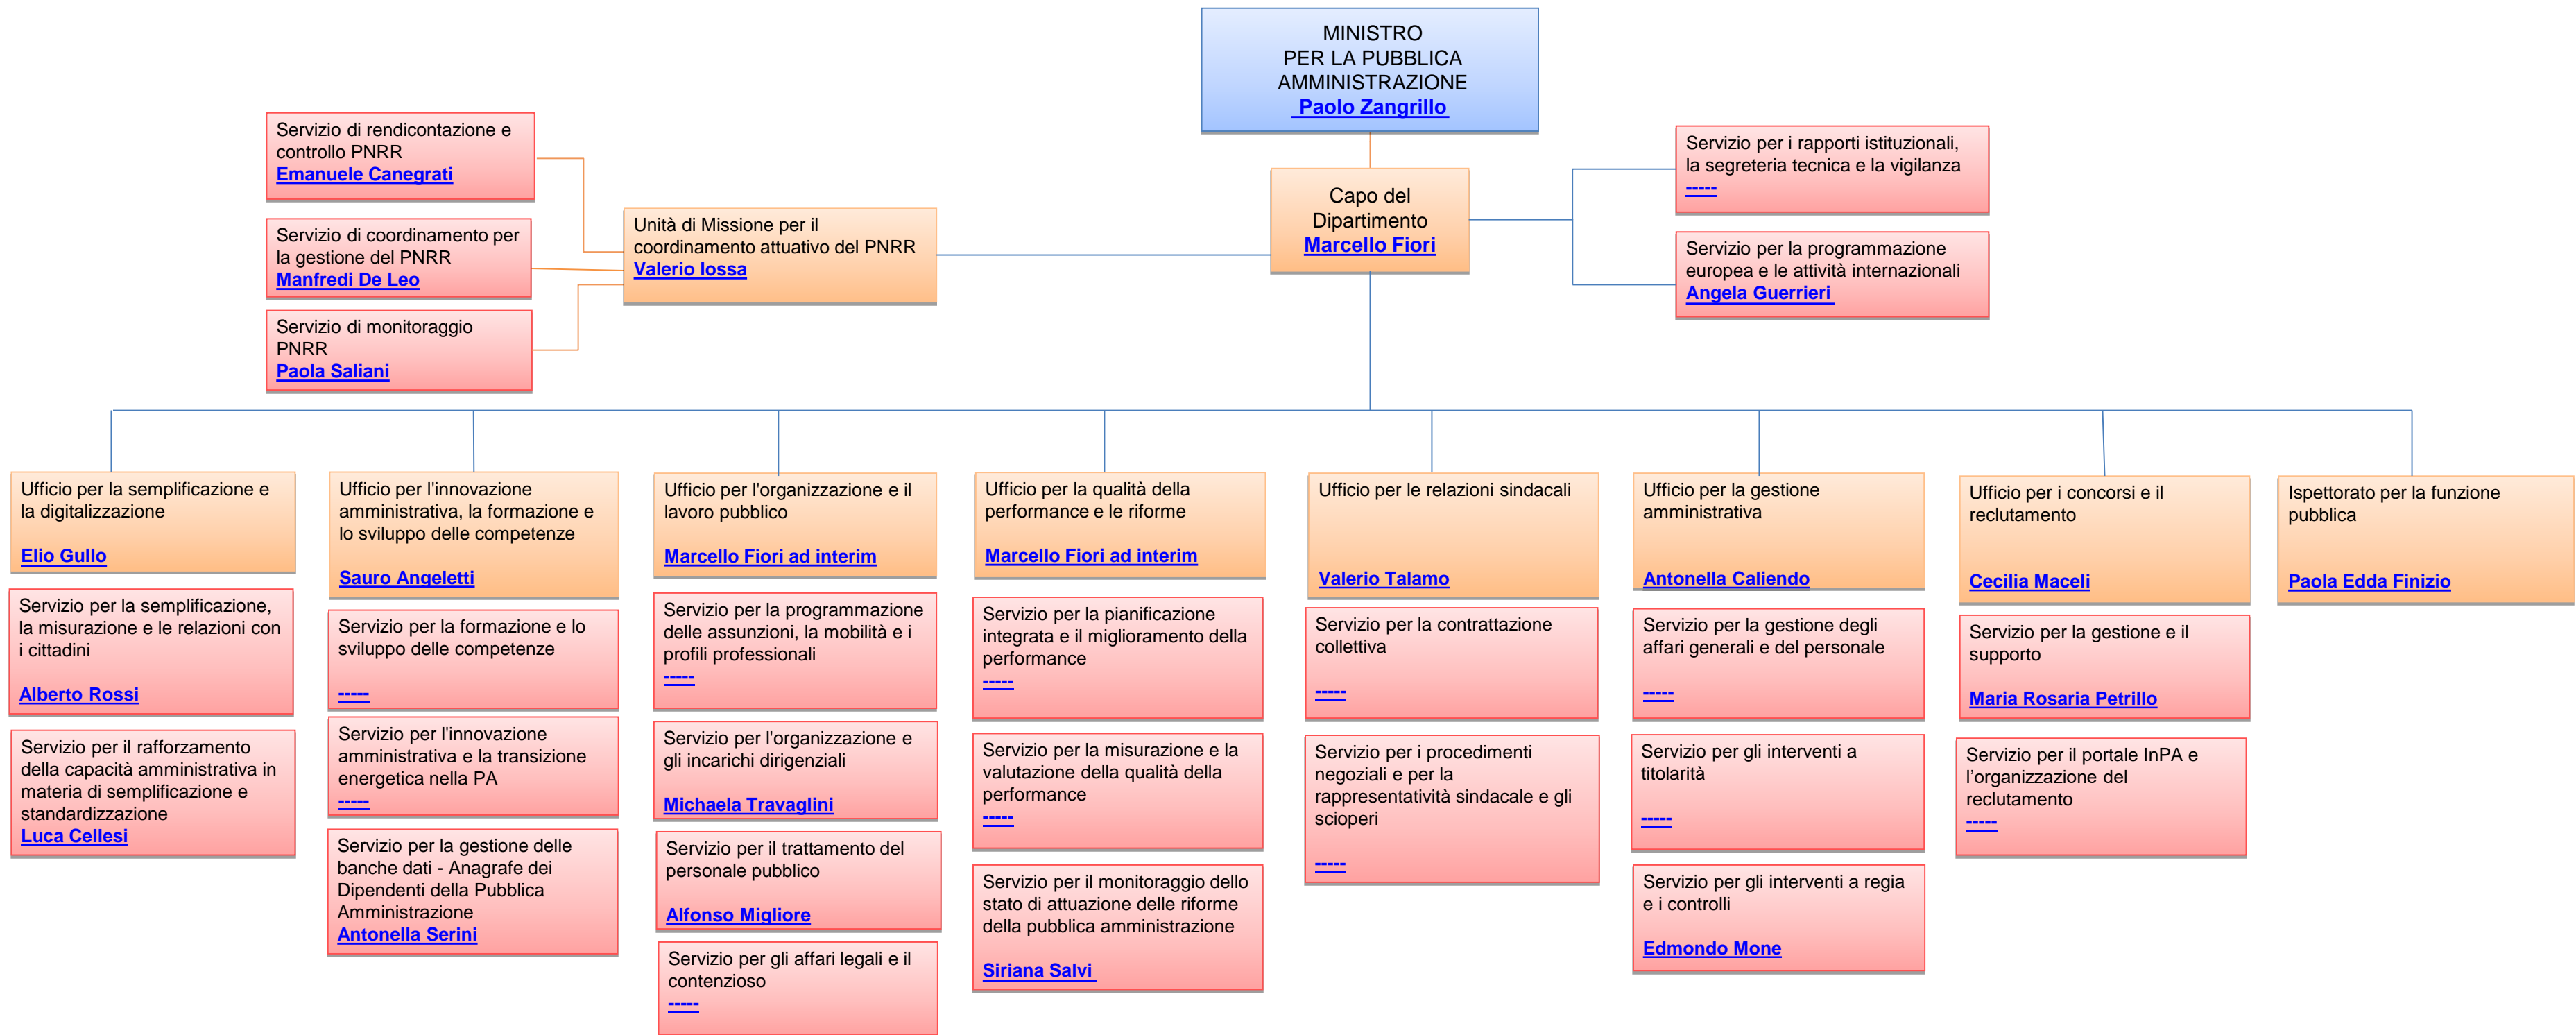 MINISTRO
PER LA PUBBLICA
AMMINISTRAZIONE
Paolo Zangrillo
Servizio di rendicontazione e
controllo PNRR
Emanuele Canegrati
Servizio di coordinamento per
la gestione del PNRR
Manfredi De Leo
Servizio di monitoraggio
PNRR
Paola Saliani
Unità di Missione per il
coordinamento attuativo del PNRR
Valerio Iossa
Capo del
Dipartimento
Marcello Fiori
Servizio per i rapporti istituzionali,
la segreteria tecnica e la vigilanza
-----
Servizio per la programmazione
europea e le attività internazionali
Angela Guerrieri
Ufficio per la semplificazione e
la digitalizzazione
Elio Gullo
Servizio per la semplificazione,
la misurazione e le relazioni con
i cittadini
Alberto Rossi
Servizio per il rafforzamento
della capacità amministrativa in
materia di semplificazione e
standardizzazione
Luca Cellesi
Ufficio per l'innovazione
amministrativa, la formazione e
lo sviluppo delle competenze
Sauro Angeletti
Servizio per la formazione e lo
sviluppo delle competenze
-----
Servizio per l'innovazione
amministrativa e la transizione
energetica nella PA
-----
Servizio per la gestione delle
banche dati - Anagrafe dei
Dipendenti della Pubblica
Amministrazione
Antonella Serini
Ufficio per l'organizzazione e il
lavoro pubblico
Marcello Fiori ad interim
Servizio per la programmazione
delle assunzioni, la mobilità e i
profili professionali
-----
Servizio per l'organizzazione e
gli incarichi dirigenziali
Michaela Travaglini
Servizio per il trattamento del
personale pubblico
Alfonso Migliore
Servizio per gli affari legali e il
contenzioso
-----
Ufficio per la qualità della
performance e le riforme
Marcello Fiori ad interim
Servizio per la pianificazione
integrata e il miglioramento della
performance
-----
Servizio per la misurazione e la
valutazione della qualità della
performance
-----
Servizio per il monitoraggio dello
stato di attuazione delle riforme
della pubblica amministrazione
Siriana Salvi
Ufficio per le relazioni sindacali
Valerio Talamo
Servizio per la contrattazione
collettiva
-----
Servizio per i procedimenti
negoziali e per la
rappresentatività sindacale e gli
scioperi
-----
Ufficio per la gestione
amministrativa
Antonella Caliendo
Servizio per la gestione degli
affari generali e del personale
-----
Servizio per gli interventi a
titolarità
-----
Servizio per gli interventi a regia
e i controlli
Edmondo Mone
Ufficio per i concorsi e il
reclutamento
Cecilia Maceli
Servizio per la gestione e il
supporto
Maria Rosaria Petrillo
Servizio per il portale InPA e
l’organizzazione del
reclutamento
-----
Ispettorato per la funzione
pubblica
Paola Edda Finizio